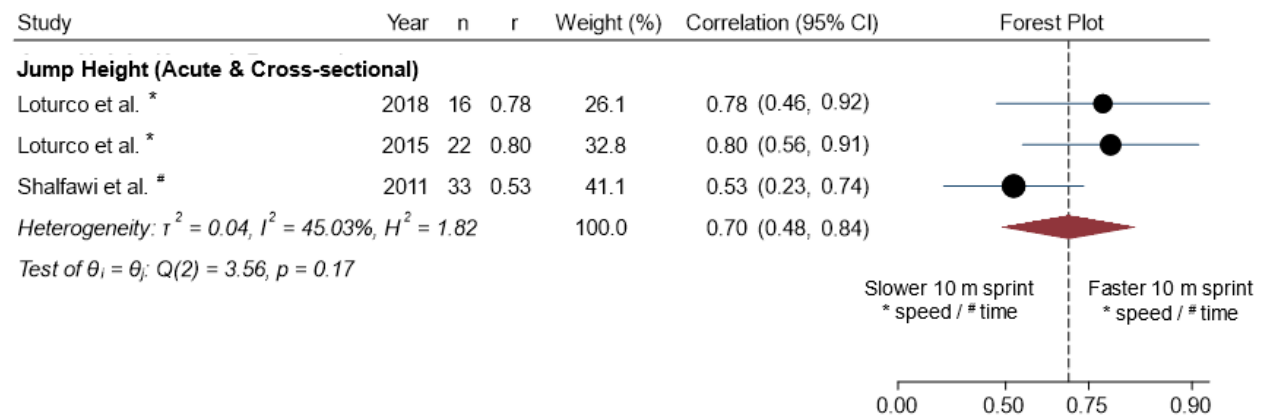 Study Year n r Weight (%) Correlation (95% CI) Forest Plot
Jump Height (Acute & Cross-sectional)
Loturco et al. * 2018 16 0.78 26.1 0.78 (0.46, 0.92)
Loturco et al. * 2015 22 0.80 32.8 0.80 (0.56, 0.91)
Shalfawi et al. # 2011 33 0.53 41.1 0.53 (0.23, 0.74)
Heterogeneity: τ² = 0.04, I² = 45.03%, H² = 1.82 100.0 0.70 (0.48, 0.84)
Test of θᵢ = θⱼ: Q(2) = 3.56, p = 0.17
Slower 10 m sprint Faster 10 m sprint
* speed / # time * speed / # time
0.00 0.50 0.75 0.90